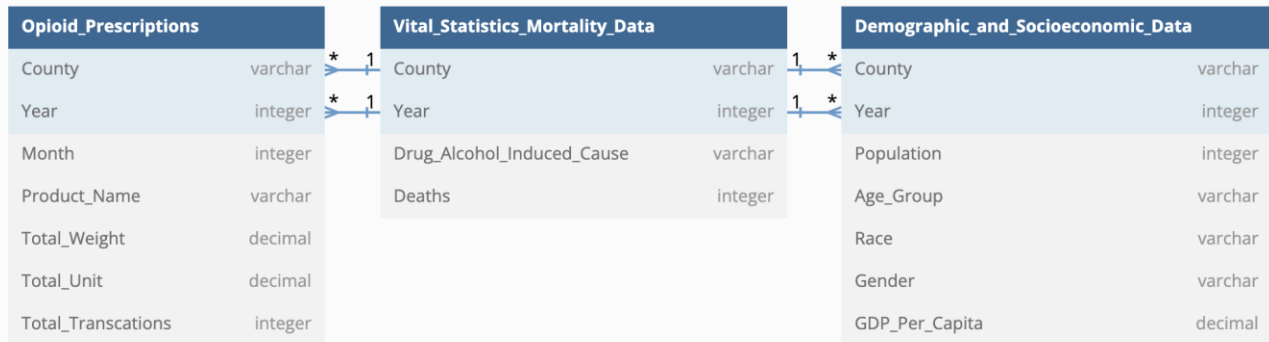 Opioid_Prescriptions
County varchar
Year integer
Month integer
Product_Name varchar
Total_Weight decimal
Total_Unit decimal
Total_Transcations integer
* 1
* 1
Vital_Statistics_Mortality_Data
County varchar
Year integer
Drug_Alcohol_Induced_Cause varchar
Deaths integer
1 *
1 *
Demographic_and_Socioeconomic_Data
County varchar
Year integer
Population integer
Age_Group varchar
Race varchar
Gender varchar
GDP_Per_Capita decimal